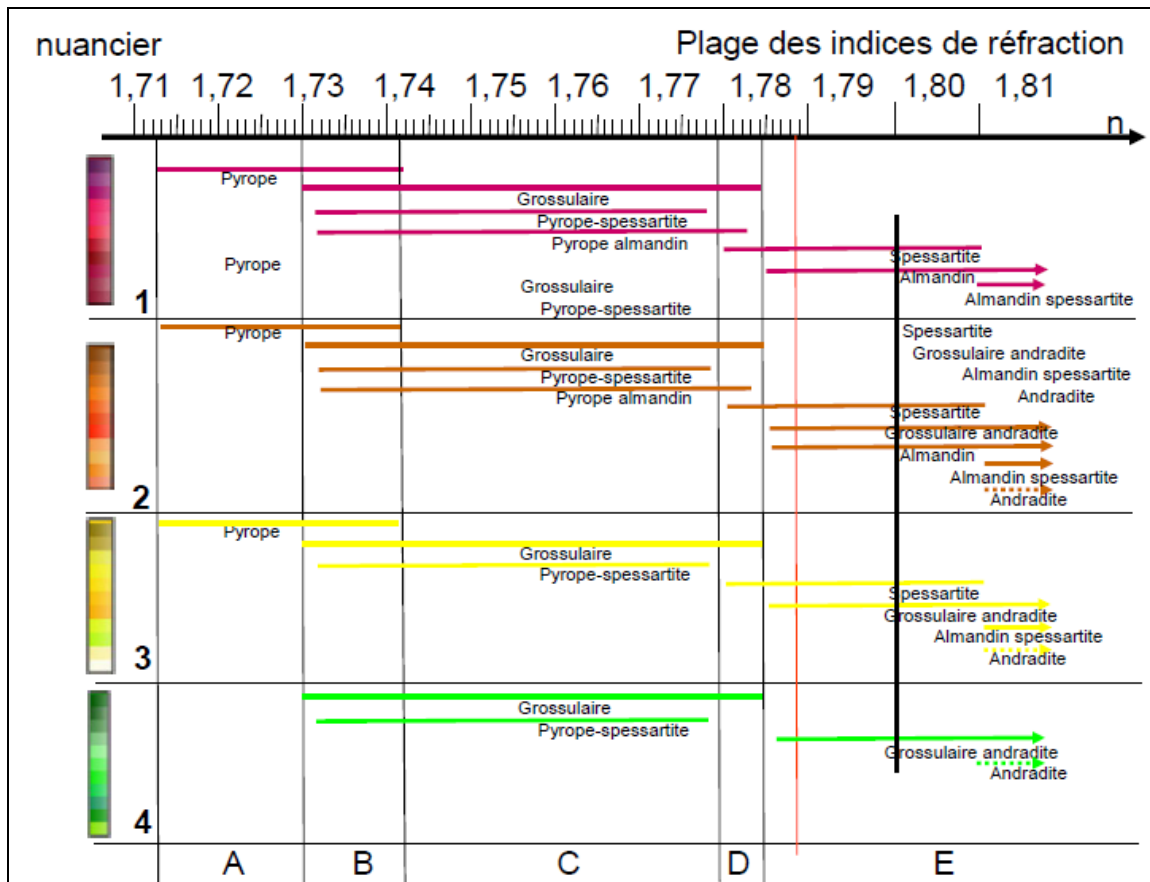 nuancier
Plage des indices de réfraction
1,71 1,72 1,73 1,74 1,75 1,76 1,77 1,78 1,79 1,80 1,81
n
Pyrope
Grossulaire
Pyrope-spessartite
Pyrope almandin
Spessartite
Pyrope
Almandin
Grossulaire
Almandin spessartite
Pyrope-spessartite
1
Pyrope
Spessartite
Grossulaire
Grossulaire andradite
Pyrope-spessartite
Almandin spessartite
Pyrope almandin
Andradite
Spessartite
Grossulaire andradite
Almandin
Almandin spessartite
Andradite
2
Pyrope
Grossulaire
Pyrope-spessartite
Spessartite
Grossulaire andradite
Almandin spessartite
Andradite
3
Grossulaire
Pyrope-spessartite
Grossulaire andradite
Andradite
4
A B C D E